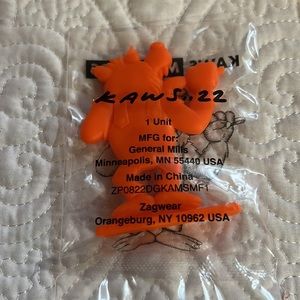 KAWS..22
1 Unit
MFG for:
General Mills
Minneapolis, MN 55440 USA
Made in China
ZP0822DGKAMSMF1
Zagwear
Orangeburg, NY 10962 USA